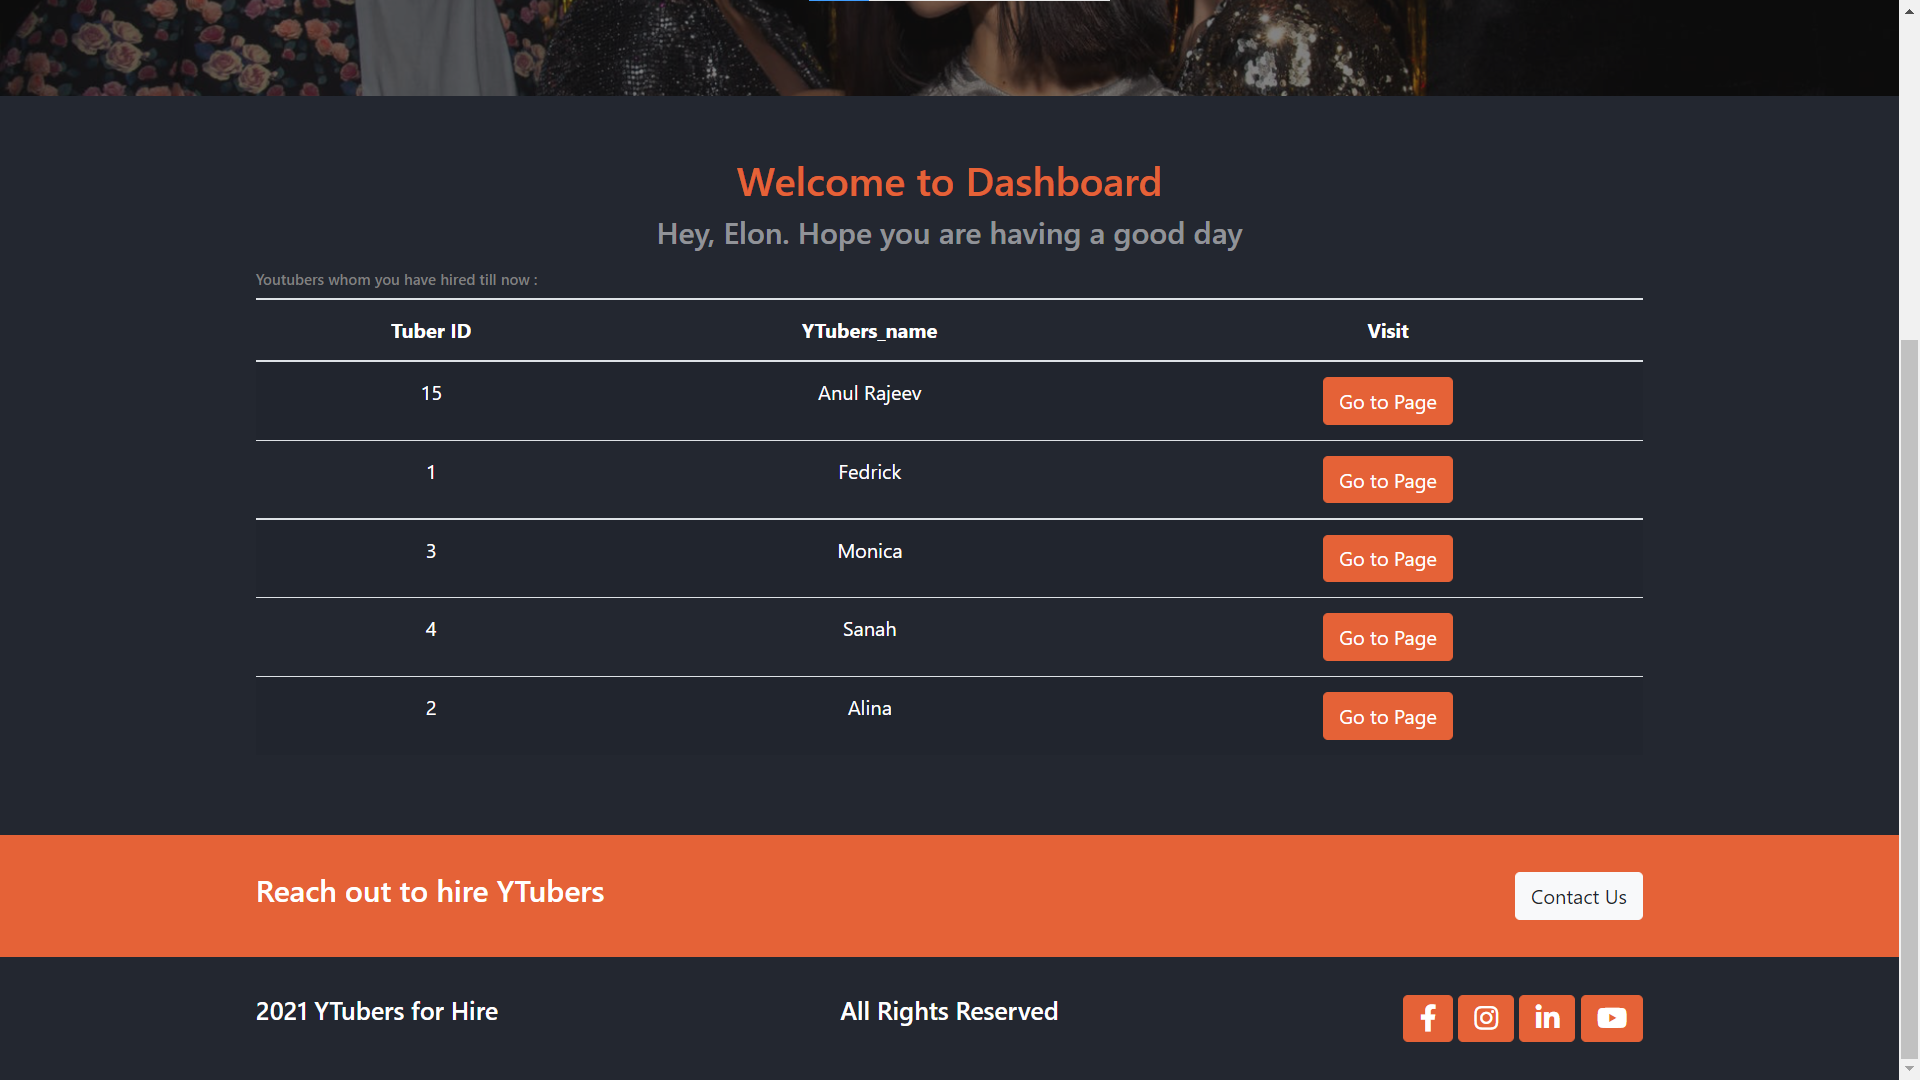 Welcome to Dashboard
Hey, Elon. Hope you are having a good day
Youtubers whom you have hired till now :
Tuber ID YTubers_name Visit
15 Anul Rajeev Go to Page
1 Fedrick Go to Page
3 Monica Go to Page
4 Sanah Go to Page
2 Alina Go to Page
Reach out to hire YTubers Contact Us
2021 YTubers for Hire All Rights Reserved